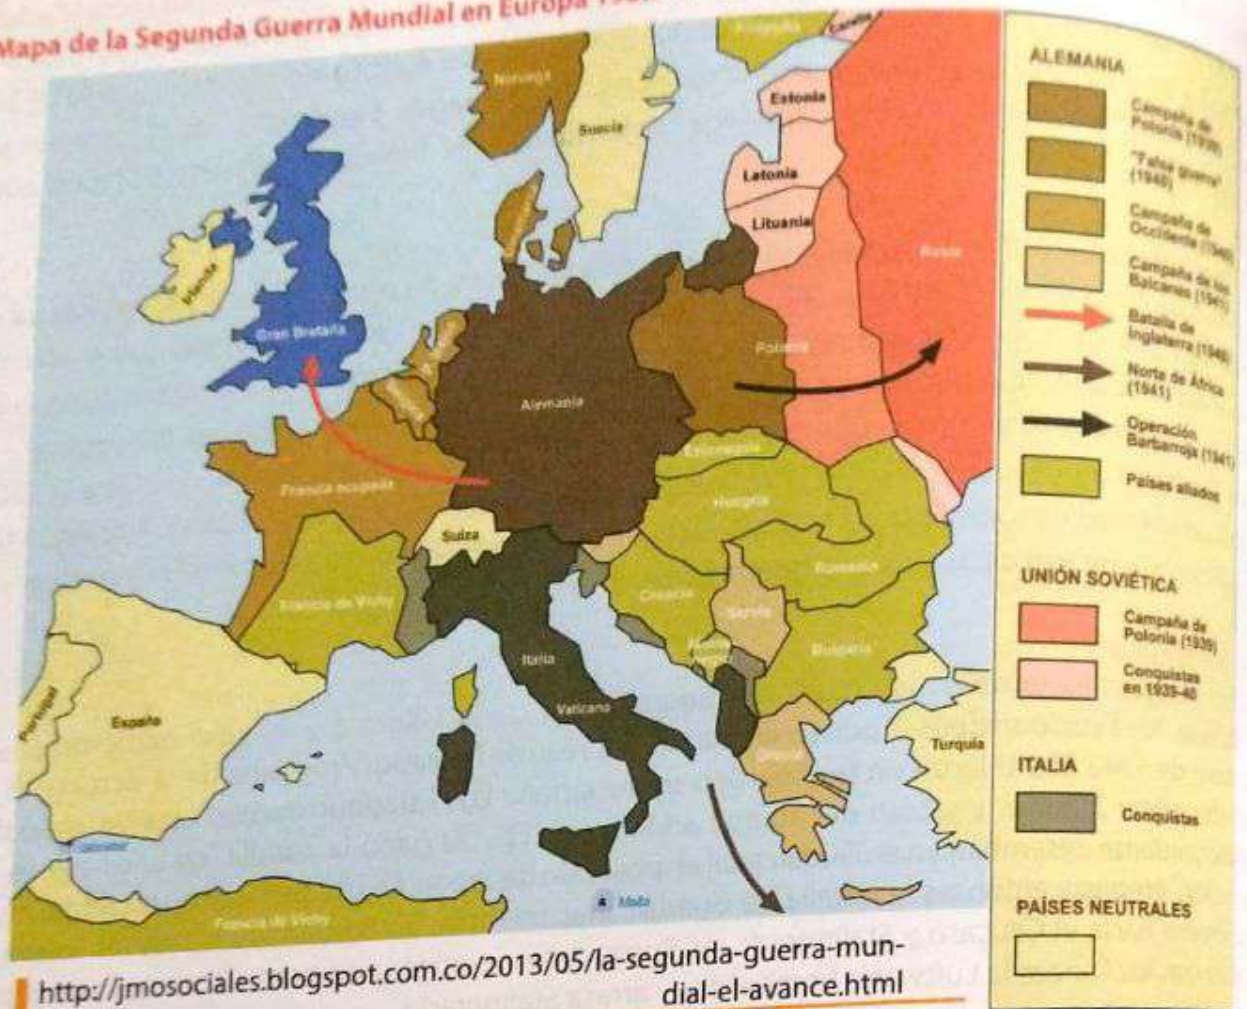 Mapa de la Segunda Guerra Mundial en Europa
Noruega
Suecia
Estonia
Letonia
Lituania
Rusia
Irlanda
Gran Bretaña
Polonia
Alemania
Francia ocupada
Eslovaquia
Hungría
Suiza
Francia de Vichy
Croacia
Serbia
Rumania
Bulgaria
Italia
Vaticano
Portugal
España
Turquía
Malta
Francia de Vichy
ALEMANIA
Campaña de
Polonia (1939)
"Falsa guerra"
(1940)
Campaña de
Occidente (1940)
Campaña de los
Balcanes (1941)
Batalla de
Inglaterra (1940)
Norte de África
(1941)
Operación
Barbarroja (1941)
Países aliados
UNIÓN SOVIÉTICA
Campaña de
Polonia (1939)
Conquistas
en 1939-40
ITALIA
Conquistas
PAÍSES NEUTRALES
http://jmosociales.blogspot.com.co/2013/05/la-segunda-guerra-mun-
dial-el-avance.html